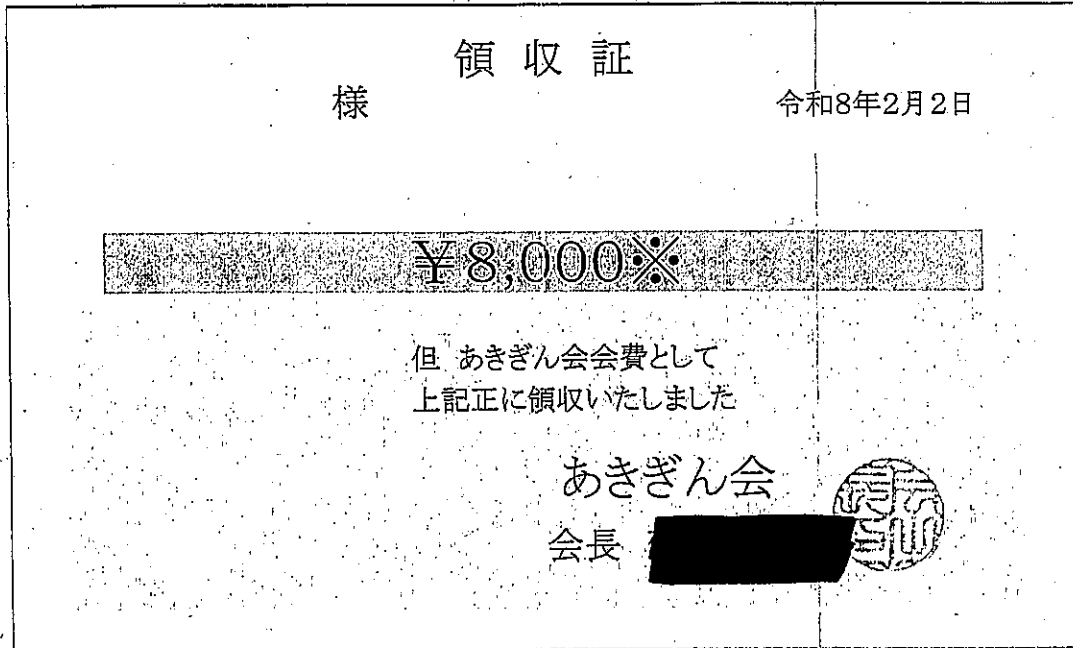 領収証
様
令和8年2月2日
¥8,000※
但 あきぎん会会費として
上記正に領収いたしました
あきぎん会
会長